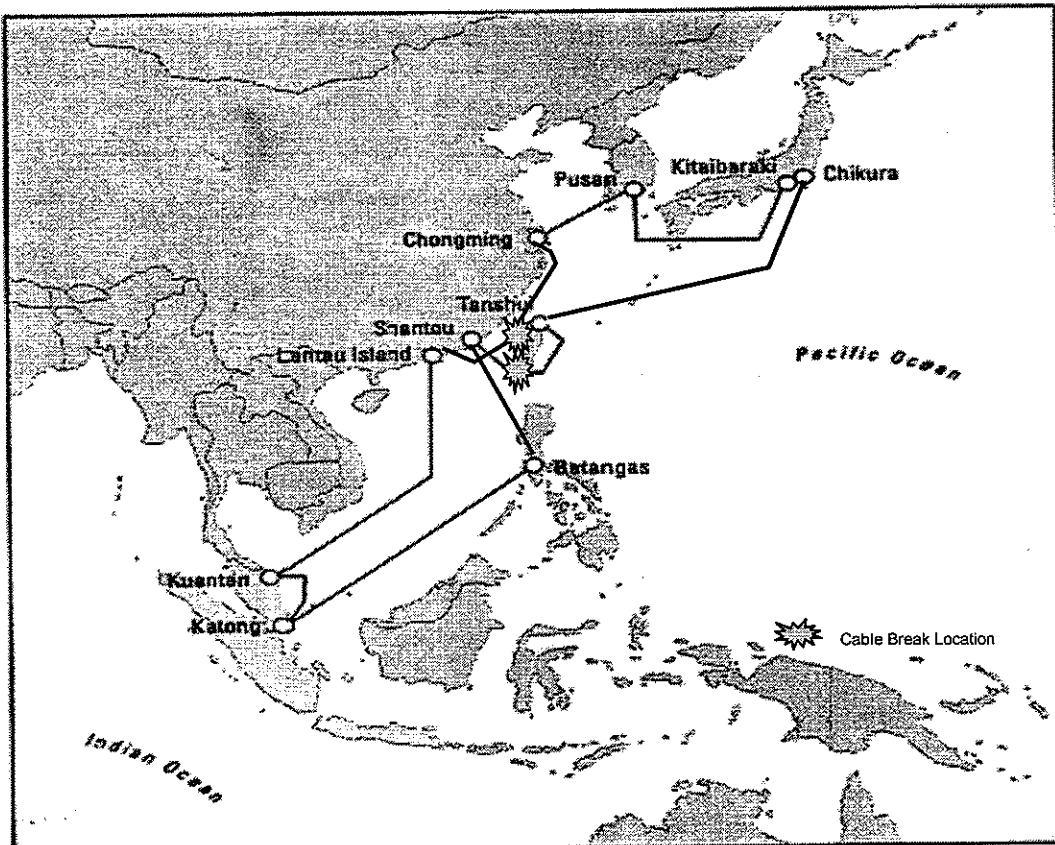 Kitaibaraki
Chikura
Pusan
Chongming
Tanshui
Shantou
Lantau Island
Pacific Ocean
Batangas
Kuantan
Katong
Cable Break Location
Indian Ocean